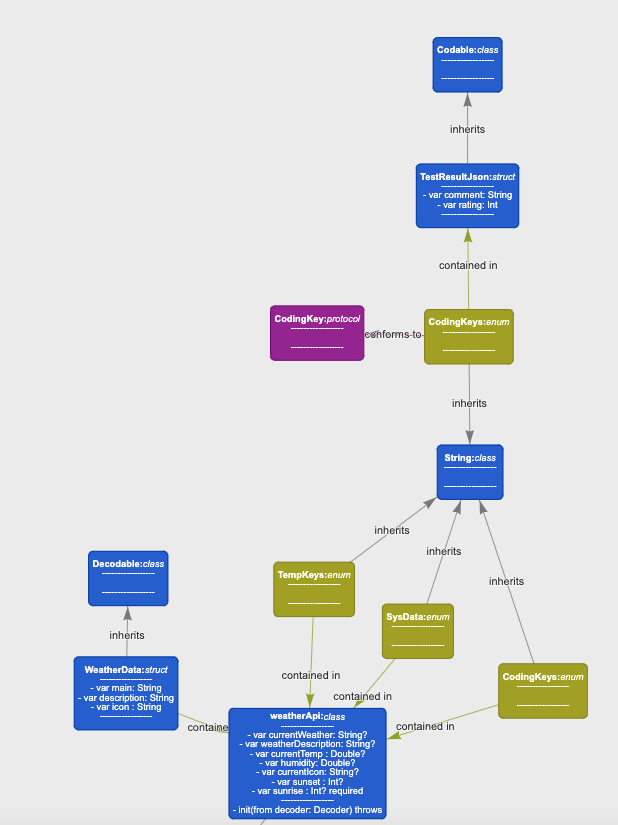 Codable:class
-----------------
-----------------
inherits
TestResultJson:struct
-----------------
- var comment: String
- var rating: Int
-----------------
contained in
CodingKey:protocol
-----------------
-----------------
conforms to
CodingKeys:enum
-----------------
-----------------
inherits
String:class
-----------------
-----------------
inherits
inherits
inherits
Decodable:class
-----------------
-----------------
inherits
TempKeys:enum
-----------------
-----------------
SysData:enum
-----------------
-----------------
CodingKeys:enum
-----------------
-----------------
WeatherData:struct
-----------------
- var main: String
- var description: String
- var icon : String
-----------------
contained in
contained in
contained in
containe
weatherApi:class
-----------------
- var currentWeather: String?
- var weatherDescription: String?
- var currentTemp : Double?
- var humidity: Double?
- var currentIcon: String?
- var sunset : Int?
- var sunrise : Int? required
-----------------
- init(from decoder: Decoder) throws